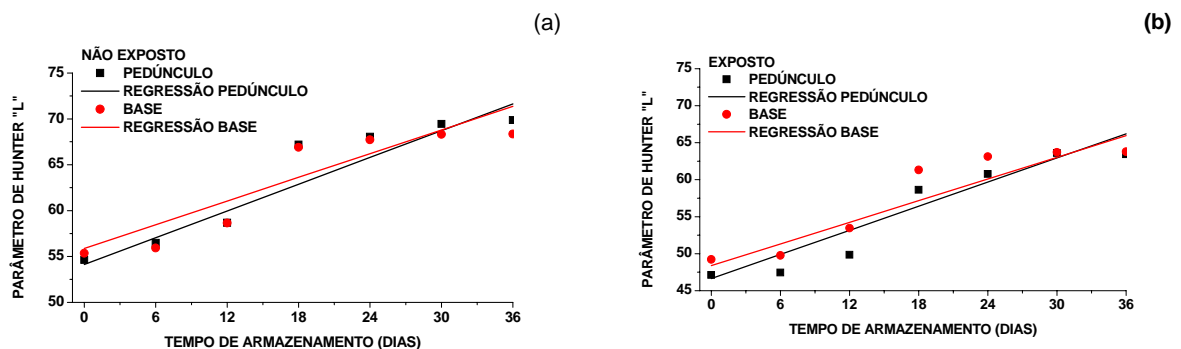 (a)
NÃO EXPOSTO
PEDÚNCULO
REGRESSÃO PEDÚNCULO
BASE
REGRESSÃO BASE
PARÂMETRO DE HUNTER "L"
75
70
65
60
55
50
0 6 12 18 24 30 36
TEMPO DE ARMAZENAMENTO (DIAS)
(b)
EXPOSTO
PEDÚNCULO
REGRESSÃO PEDÚNCULO
BASE
REGRESSÃO BASE
PARÂMETRO DE HUNTER "L"
75
70
65
60
55
50
45
0 6 12 18 24 30 36
TEMPO DE ARMAZENAMENTO (DIAS)